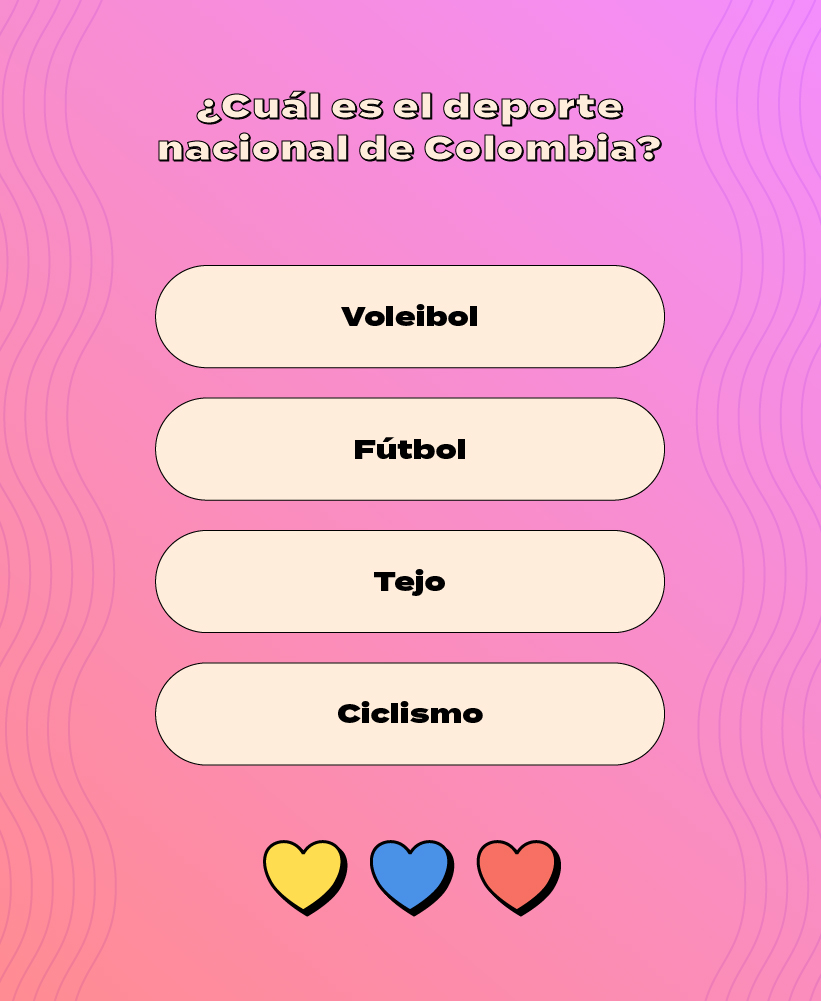 ¿Cuál es el deporte
nacional de Colombia?
Voleibol
Fútbol
Tejo
Ciclismo